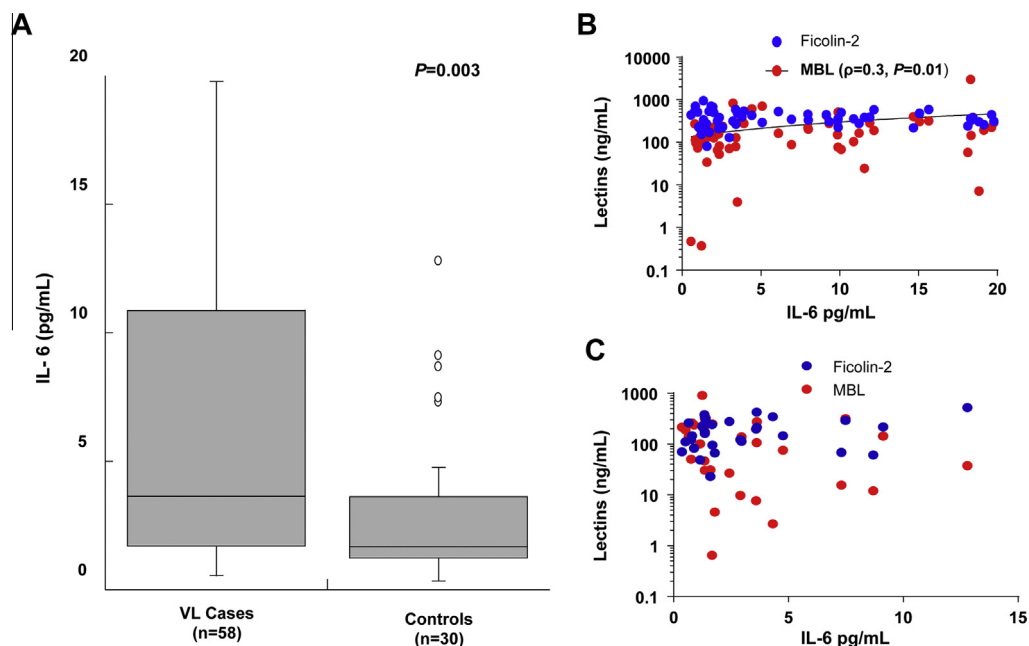 A
20
15
10
5
0
IL- 6 (pg/mL)
P=0.003
VL Cases
(n=58)
Controls
(n=30)
B
Ficolin-2
MBL (ρ=0.3, P=0.01)
10000
1000
100
10
1
0.1
Lectins (ng/mL)
0 5 10 15 20
IL-6 pg/mL
C
Ficolin-2
MBL
1000
100
10
1
0.1
Lectins (ng/mL)
0 5 10 15
IL-6 pg/mL